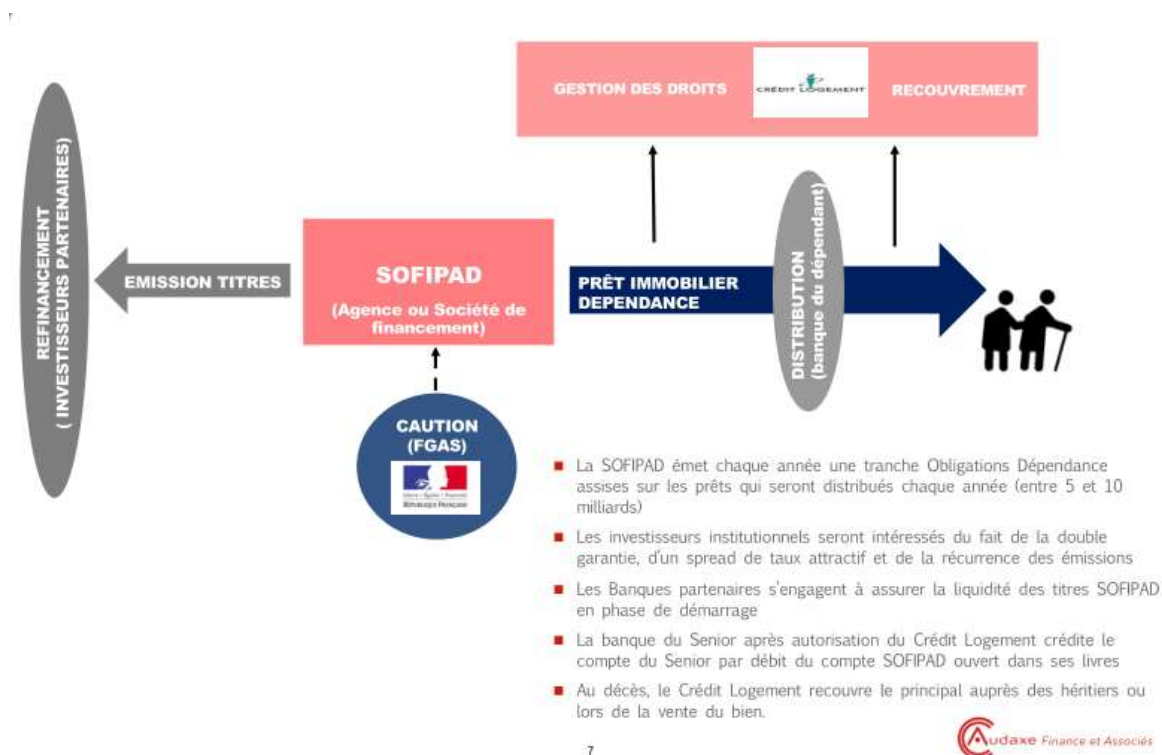 GESTION DES DROITS
CRÉDIT LOGEMENT
RECOUVREMENT
REFINANCEMENT
( INVESTISSEURS PARTENAIRES)
EMISSION TITRES
SOFIPAD
(Agence ou Société de
financement)
PRÊT IMMOBILIER
DEPENDANCE
DISTRIBUTION
(banque du dépendant)
CAUTION
(FGAS)
Liberté • Égalité • Fraternité
RÉPUBLIQUE FRANÇAISE
La SOFIPAD émet chaque année une tranche Obligations Dépendance
assises sur les prêts qui seront distribués chaque année (entre 5 et 10
milliards)
Les investisseurs institutionnels seront intéressés du fait de la double
garantie, d'un spread de taux attractif et de la récurrence des émissions
Les Banques partenaires s'engagent à assurer la liquidité des titres SOFIPAD
en phase de démarrage
La banque du Senior après autorisation du Crédit Logement crédite le
compte du Senior par débit du compte SOFIPAD ouvert dans ses livres
Au décès, le Crédit Logement recouvre le principal auprès des héritiers ou
lors de la vente du bien.
7
Audaxe Finance et Associés